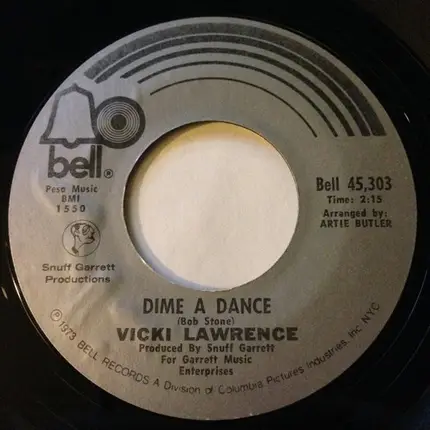 bell®
Peso Music
BMI
1550
Snuff Garrett
Productions
Bell 45,303
Time: 2:15
Arranged by:
ARTIE BUTLER
DIME A DANCE
(Bob Stone)
VICKI LAWRENCE
Produced By Snuff Garrett
For Garrett Music
Enterprises
Ⓟ1973 BELL RECORDS A Division of Columbia Pictures Industries, Inc NYC